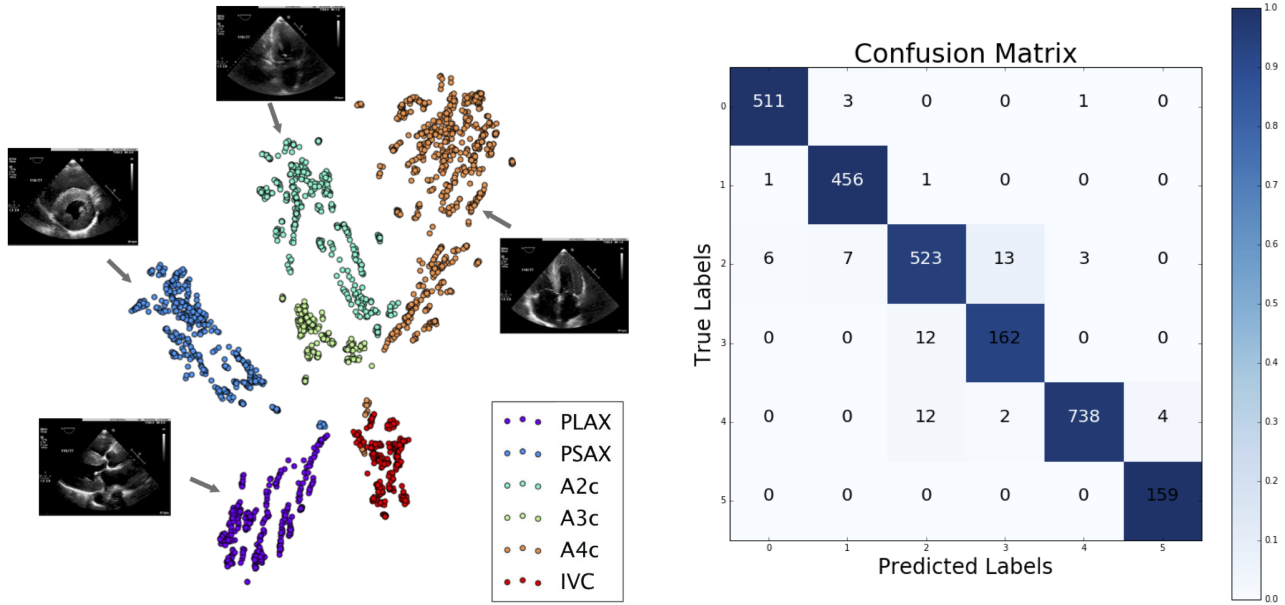 PLAX
PSAX
A2c
A3c
A4c
IVC
Confusion Matrix
True Labels
0 511 3 0 0 1 0
1 1 456 1 0 0 0
2 6 7 523 13 3 0
3 0 0 12 162 0 0
4 0 0 12 2 738 4
5 0 0 0 0 0 159
0 1 2 3 4 5
Predicted Labels
1.0
0.9
0.8
0.7
0.6
0.5
0.4
0.3
0.2
0.1
0.0